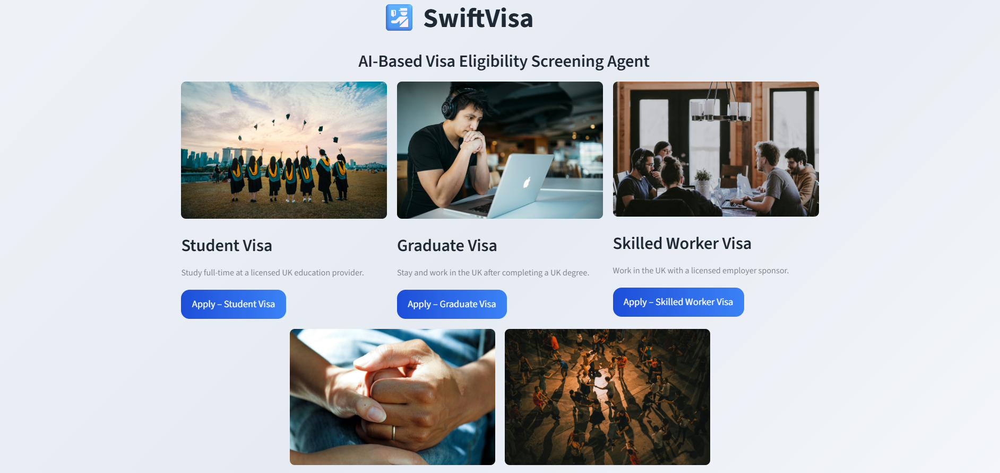 SwiftVisa
AI-Based Visa Eligibility Screening Agent
Student Visa
Study full-time at a licensed UK education provider.
Apply – Student Visa
Graduate Visa
Stay and work in the UK after completing a UK degree.
Apply – Graduate Visa
Skilled Worker Visa
Work in the UK with a licensed employer sponsor.
Apply – Skilled Worker Visa